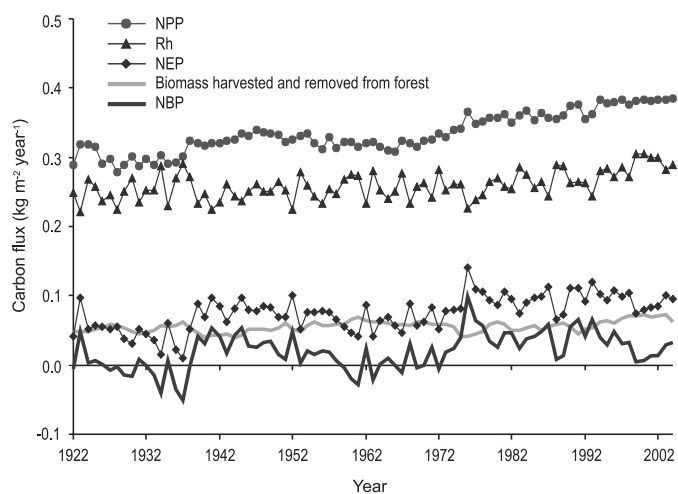 0.5
NPP
Rh
NEP
Biomass harvested and removed from forest
NBP
0.4
0.3
0.2
0.1
0.0
-0.1
Carbon flux (kg m⁻² year⁻¹)
1922 1932 1942 1952 1962 1972 1982 1992 2002
Year